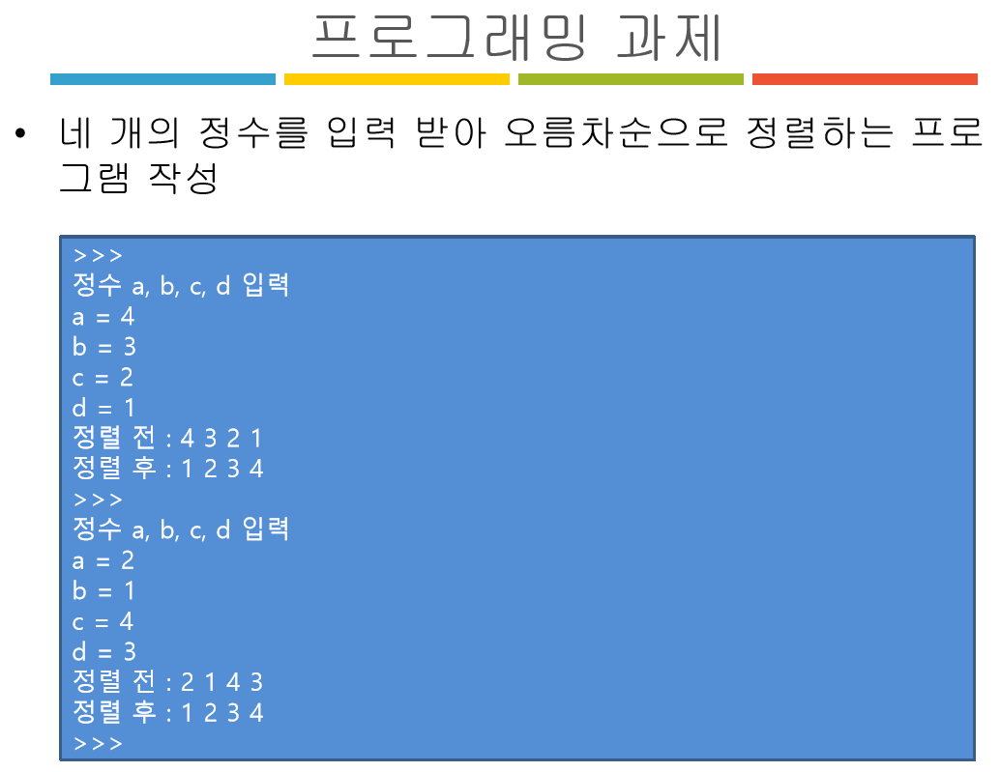 프로그래밍 과제
• 네 개의 정수를 입력 받아 오름차순으로 정렬하는 프로
그램 작성
>>>
정수 a, b, c, d 입력
a = 4
b = 3
c = 2
d = 1
정렬 전 : 4 3 2 1
정렬 후 : 1 2 3 4
>>>
정수 a, b, c, d 입력
a = 2
b = 1
c = 4
d = 3
정렬 전 : 2 1 4 3
정렬 후 : 1 2 3 4
>>>